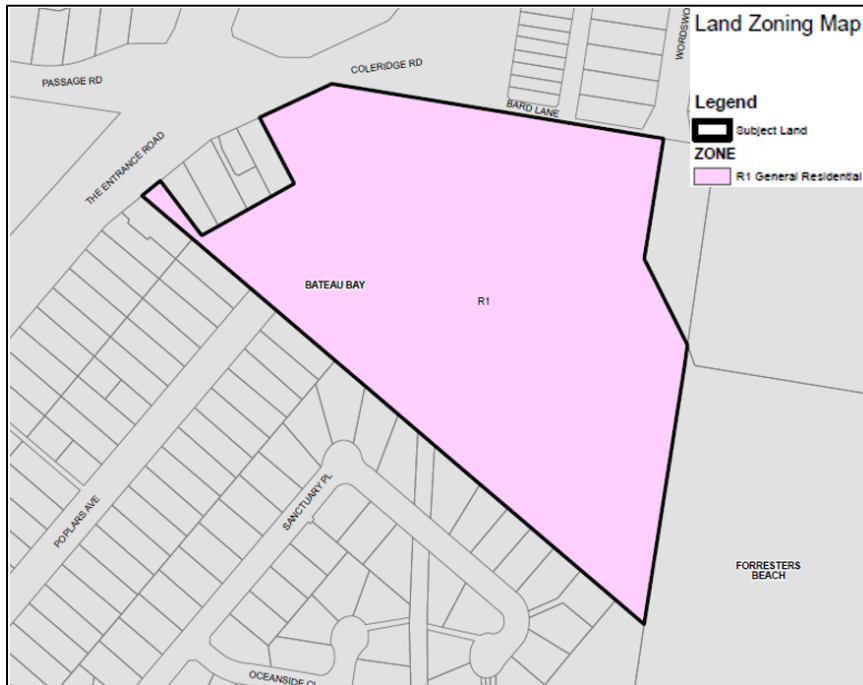 Land Zoning Map
Legend
Subject Land
ZONE
R1 General Residential
WORDSWO
COLERIDGE RD
PASSAGE RD
BARD LANE
THE ENTRANCE ROAD
BATEAU BAY
R1
SANCTUARY PL
POPLARS AVE
FORRESTERS
BEACH
OCEANSIDE CL